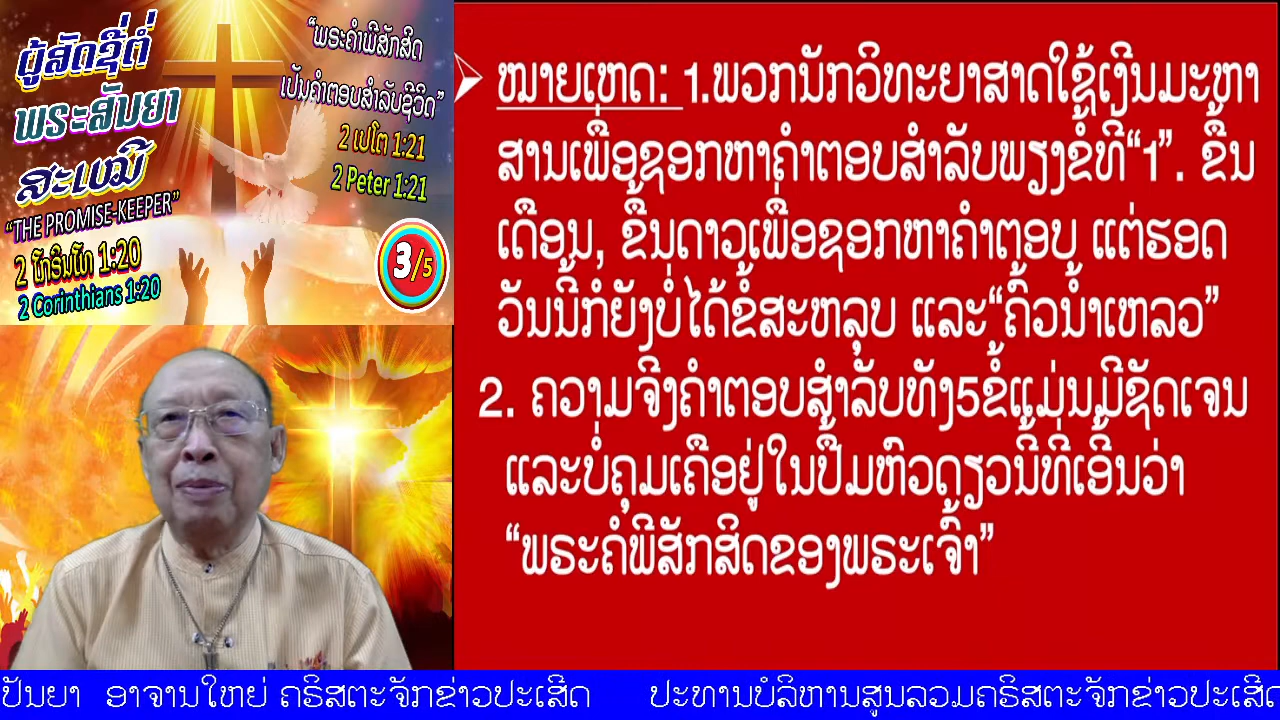 ຜູ້ສັດຊື່ຕໍ່
ພຣະສັນຍາ
ສະເໝີ
“THE PROMISE-KEEPER”
2 ໂກຣິນໂກ 1:20
2 Corinthians 1:20
“ພຣະຄຳພີສັກສິດ
ເປັນຄຳຕອບສຳລັບຊີວິດ”
2 ເປໂຕ 1:21
2 Peter 1:21
3/5
➢ ໝາຍເຫດ: 1.ພວກນັກວິທະຍາສາດໃຊ້ເງິນມະຫາ
ສານເພື່ອຊອກຫາຄຳຕອບສຳລັບພຽງຂໍ້ທີ“1”. ຂື້ນ
ເດືອນ, ຂື້ນດາວເພື່ອຊອກຫາຄຳຕອບ ແຕ່ຮອດ
ວັນນີ້ກໍຍັງບໍ່ໄດ້ຂໍ້ສະຫລຸບ ແລະ“ຄົ້ວນ້ຳເຫລວ”
2. ຄວາມຈິງຄຳຕອບສຳລັບທັງ5ຂໍ້ແມ່ນມີຊັດເຈນ
ແລະບໍ່ຄຸມເຄືອຢູ່ໃນປື້ມຫົວດຽວນີ້ທີ່ເອີ້ນວ່າ
“ພຣະຄໍາພີສັກສິດຂອງພຣະເຈົ້າ”
ປັນຍາ ອາຈານໃຫຍ່ ຄຣິສຕະຈັກຂ່າວປະເສີດ ປະທານບໍລິຫານສູນລວມຄຣິສຕະຈັກຂ່າວປະເສີດ